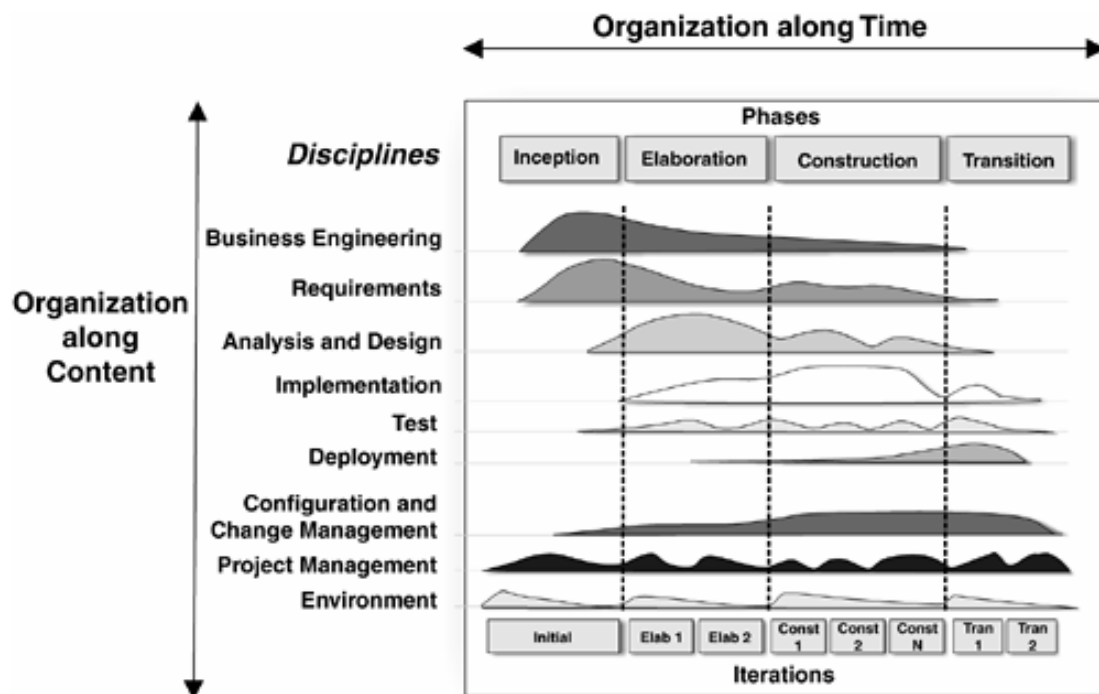 Organization along Time
Phases
Disciplines
Inception
Elaboration
Construction
Transition
Organization
along
Content
Business Engineering
Requirements
Analysis and Design
Implementation
Test
Deployment
Configuration and
Change Management
Project Management
Environment
Initial
Elab 1
Elab 2
Const
1
Const
2
Const
N
Tran
1
Tran
2
Iterations